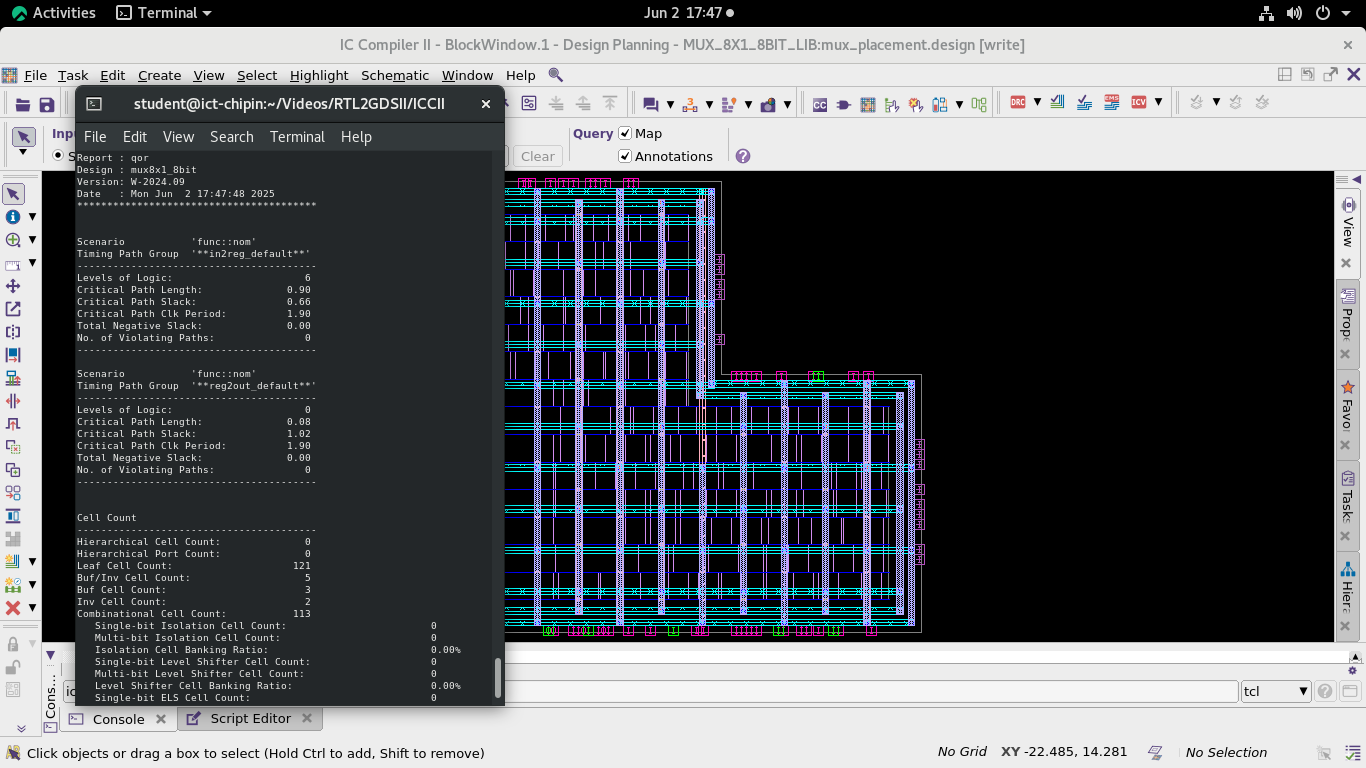 Activities
Terminal
Jun 2 17:47
IC Compiler II - BlockWindow.1 - Design Planning - MUX_8X1_8BIT_LIB:mux_placement.design [write]
File Task Edit Create View Select Highlight Schematic Window Help
student@ict-chipin:~/Videos/RTL2GDSII/ICCII
File Edit View Search Terminal Help
Clear
Query Map
Annotations
DRC
EMS
ICV
Report : qor
Design : mux8x1_8bit
Version: W-2024.09
Date : Mon Jun 2 17:47:48 2025
****************************************
Scenario 'func::nom'
Timing Path Group '**in2reg_default**'
----------------------------------------
Levels of Logic: 6
Critical Path Length: 0.90
Critical Path Slack: 0.66
Critical Path Clk Period: 1.90
Total Negative Slack: 0.00
No. of Violating Paths: 0
----------------------------------------
Scenario 'func::nom'
Timing Path Group '**reg2out_default**'
----------------------------------------
Levels of Logic: 0
Critical Path Length: 0.08
Critical Path Slack: 1.02
Critical Path Clk Period: 1.90
Total Negative Slack: 0.00
No. of Violating Paths: 0
----------------------------------------
Cell Count
----------------------------------------
Hierarchical Cell Count: 0
Hierarchical Port Count: 0
Leaf Cell Count: 121
Buf/Inv Cell Count: 5
Buf Cell Count: 3
Inv Cell Count: 2
Combinational Cell Count: 113
Single-bit Isolation Cell Count: 0
Multi-bit Isolation Cell Count: 0
Isolation Cell Banking Ratio: 0.00%
Single-bit Level Shifter Cell Count: 0
Multi-bit Level Shifter Cell Count: 0
Level Shifter Cell Banking Ratio: 0.00%
Single-bit ELS Cell Count: 0
View
Prope
Favo
Tasks
Hiera
Cons...
tcl
Console
Script Editor
Click objects or drag a box to select (Hold Ctrl to add, Shift to remove)
No Grid
XY -22.485, 14.281
No Selection